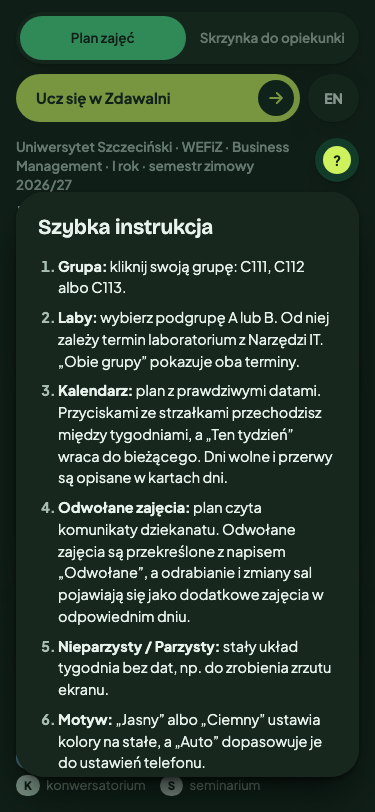 Plan zajęć
Skrzynka do opiekunki
Ucz się w Zdawalni
EN
Uniwersytet Szczeciński · WEFiZ · Business
Management · I rok · semestr zimowy
2026/27
?
Szybka instrukcja
1. Grupa: kliknij swoją grupę: C111, C112
albo C113.
2. Laby: wybierz podgrupę A lub B. Od niej
zależy termin laboratorium z Narzędzi IT.
„Obie grupy” pokazuje oba terminy.
3. Kalendarz: plan z prawdziwymi datami.
Przyciskami ze strzałkami przechodzisz
między tygodniami, a „Ten tydzień”
wraca do bieżącego. Dni wolne i przerwy
są opisane w kartach dni.
4. Odwołane zajęcia: plan czyta
komunikaty dziekanatu. Odwołane
zajęcia są przekreślone z napisem
„Odwołane”, a odrabianie i zmiany sal
pojawiają się jako dodatkowe zajęcia w
odpowiednim dniu.
5. Nieparzysty / Parzysty: stały układ
tygodnia bez dat, np. do zrobienia zrzutu
ekranu.
6. Motyw: „Jasny” albo „Ciemny” ustawia
kolory na stałe, a „Auto” dopasowuje je
do ustawień telefonu.
K konwersatorium S seminarium